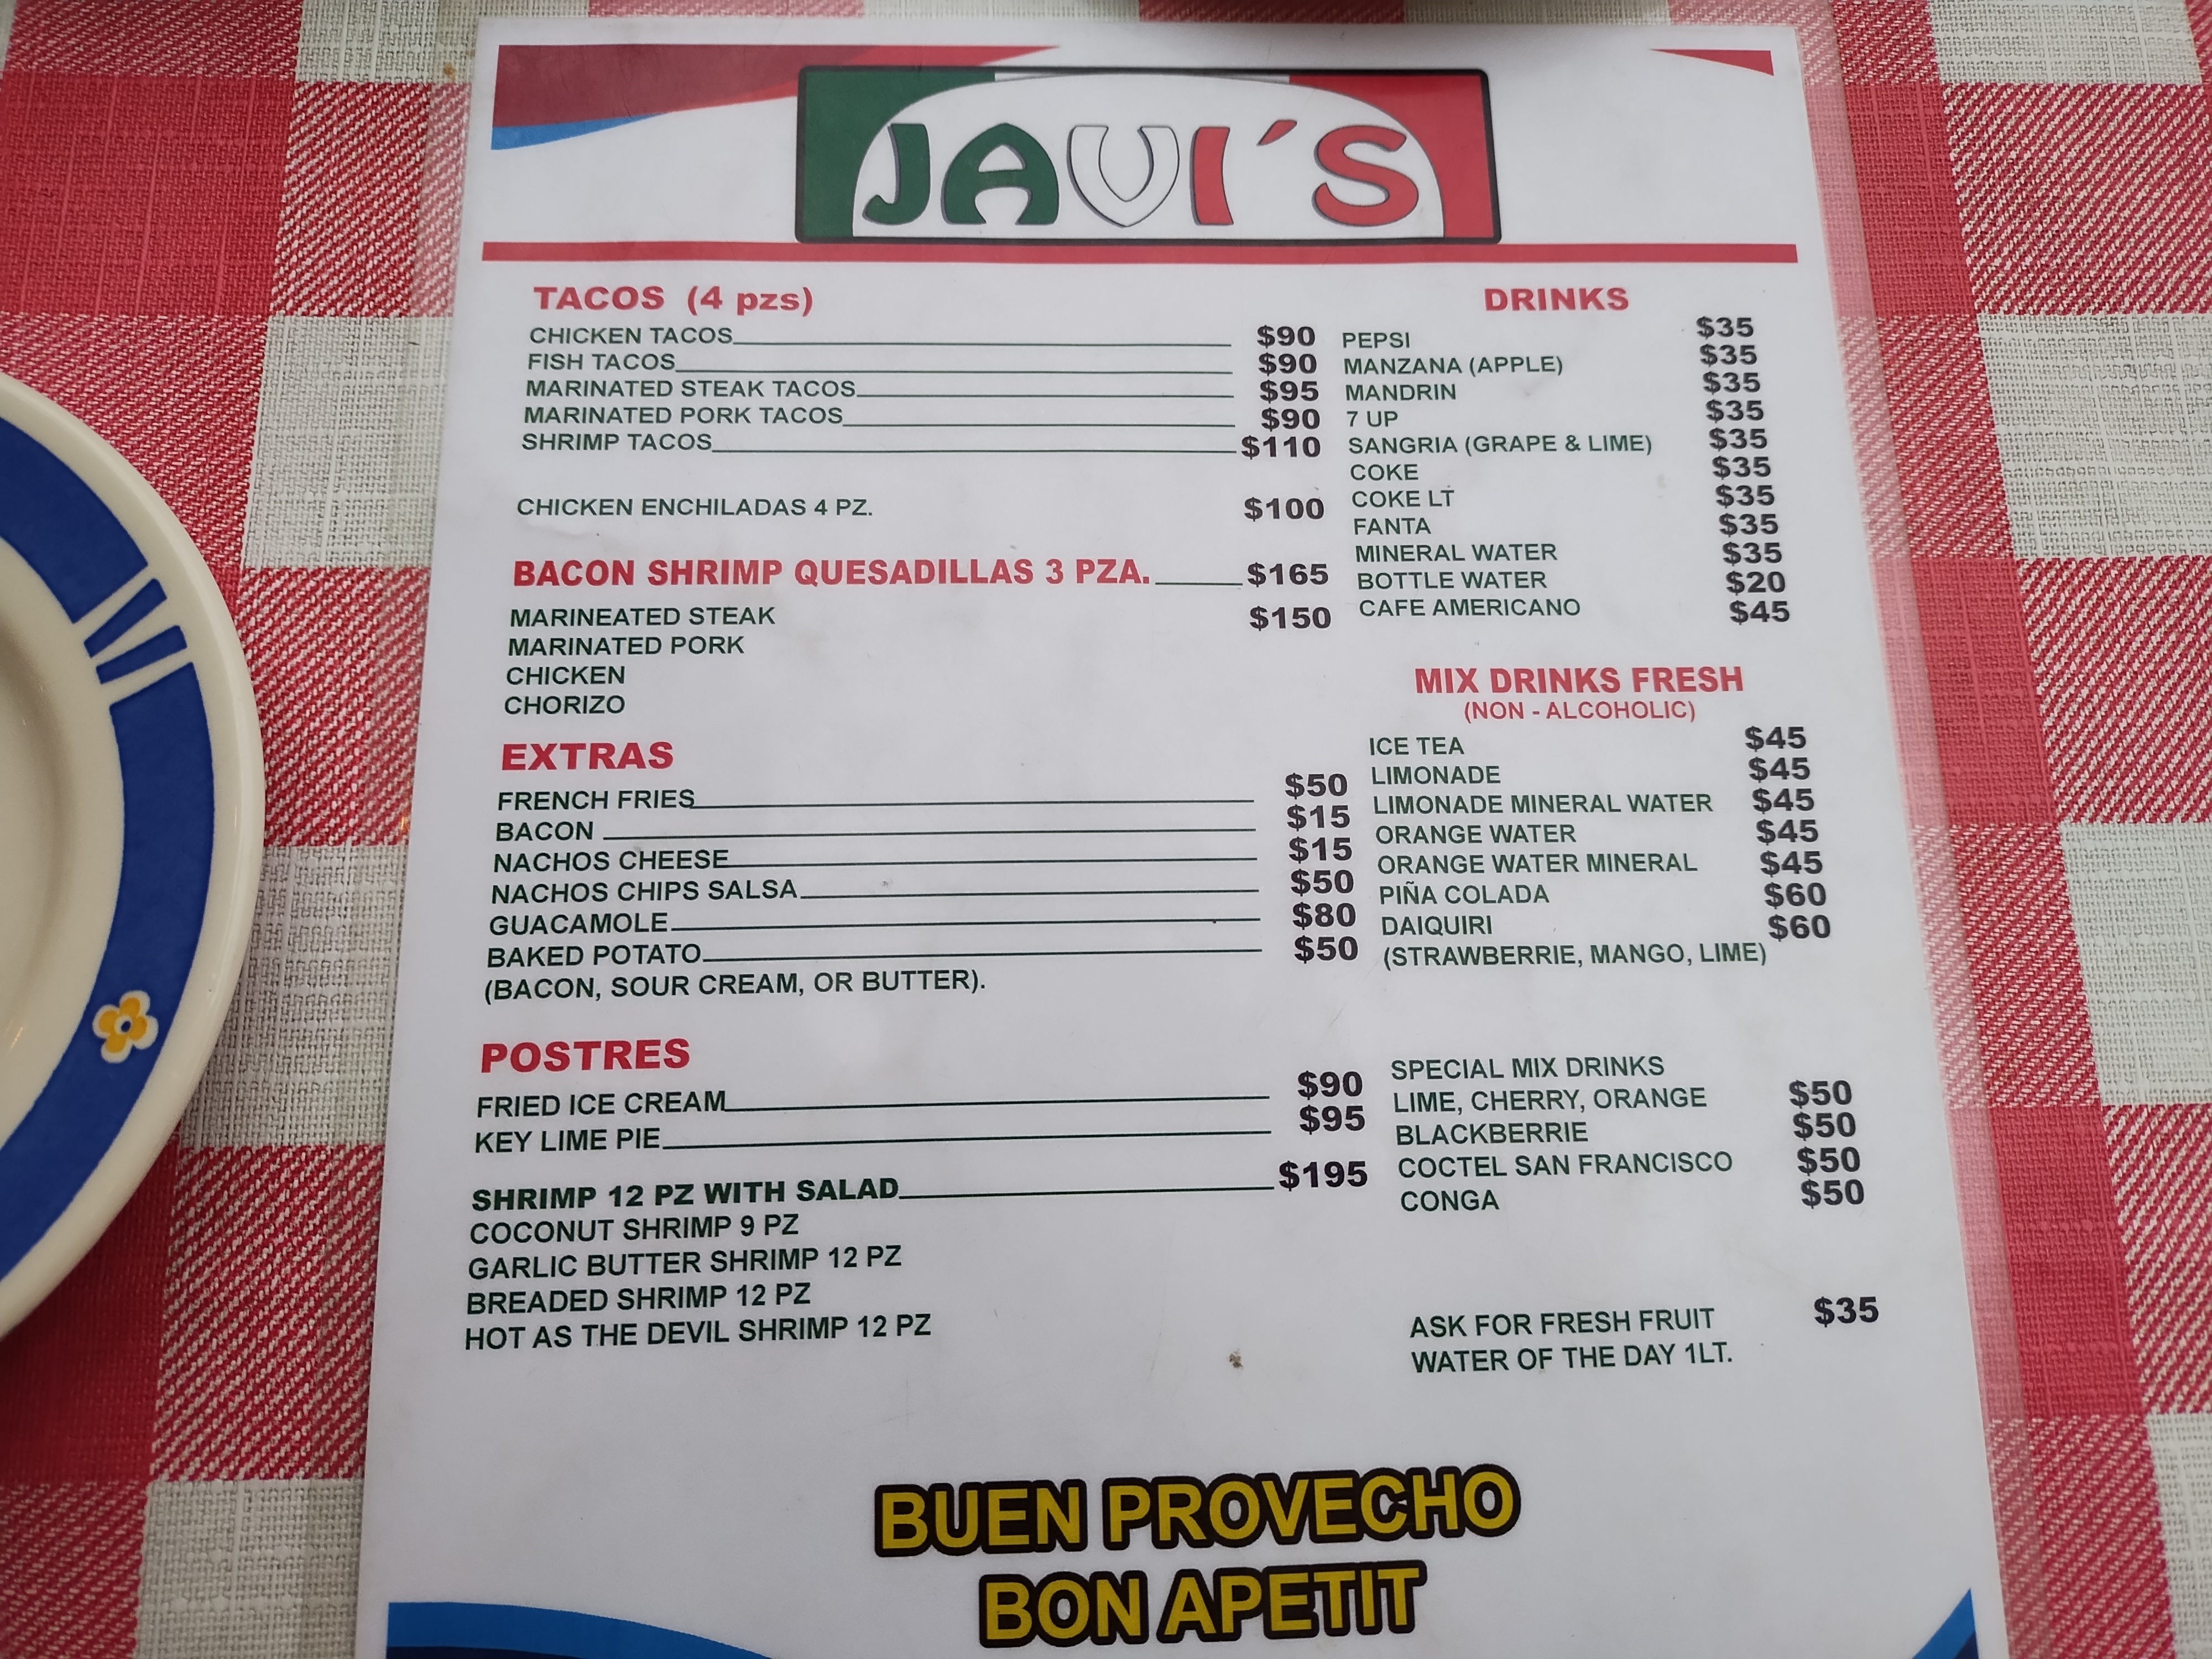 JAVI´S
TACOS (4 pzs)
CHICKEN TACOS $90
FISH TACOS $90
MARINATED STEAK TACOS $95
MARINATED PORK TACOS $90
SHRIMP TACOS $110
CHICKEN ENCHILADAS 4 PZ. $100
BACON SHRIMP QUESADILLAS 3 PZA. $165
MARINEATED STEAK $150
MARINATED PORK
CHICKEN
CHORIZO
EXTRAS
FRENCH FRIES $50
BACON $15
NACHOS CHEESE $15
NACHOS CHIPS SALSA $50
GUACAMOLE $80
BAKED POTATO $50
(BACON, SOUR CREAM, OR BUTTER).
POSTRES
FRIED ICE CREAM $90
KEY LIME PIE $95
SHRIMP 12 PZ WITH SALAD $195
COCONUT SHRIMP 9 PZ
GARLIC BUTTER SHRIMP 12 PZ
BREADED SHRIMP 12 PZ
HOT AS THE DEVIL SHRIMP 12 PZ
DRINKS
PEPSI $35
MANZANA (APPLE) $35
MANDRIN $35
7 UP $35
SANGRIA (GRAPE & LIME) $35
COKE $35
COKE LT $35
FANTA $35
MINERAL WATER $35
BOTTLE WATER $20
CAFE AMERICANO $45
MIX DRINKS FRESH
(NON - ALCOHOLIC)
ICE TEA $45
LIMONADE $45
LIMONADE MINERAL WATER $45
ORANGE WATER $45
ORANGE WATER MINERAL $45
PIÑA COLADA $60
DAIQUIRI $60
(STRAWBERRIE, MANGO, LIME)
SPECIAL MIX DRINKS
LIME, CHERRY, ORANGE $50
BLACKBERRIE $50
COCTEL SAN FRANCISCO $50
CONGA $50
ASK FOR FRESH FRUIT $35
WATER OF THE DAY 1LT.
BUEN PROVECHO
BON APETIT